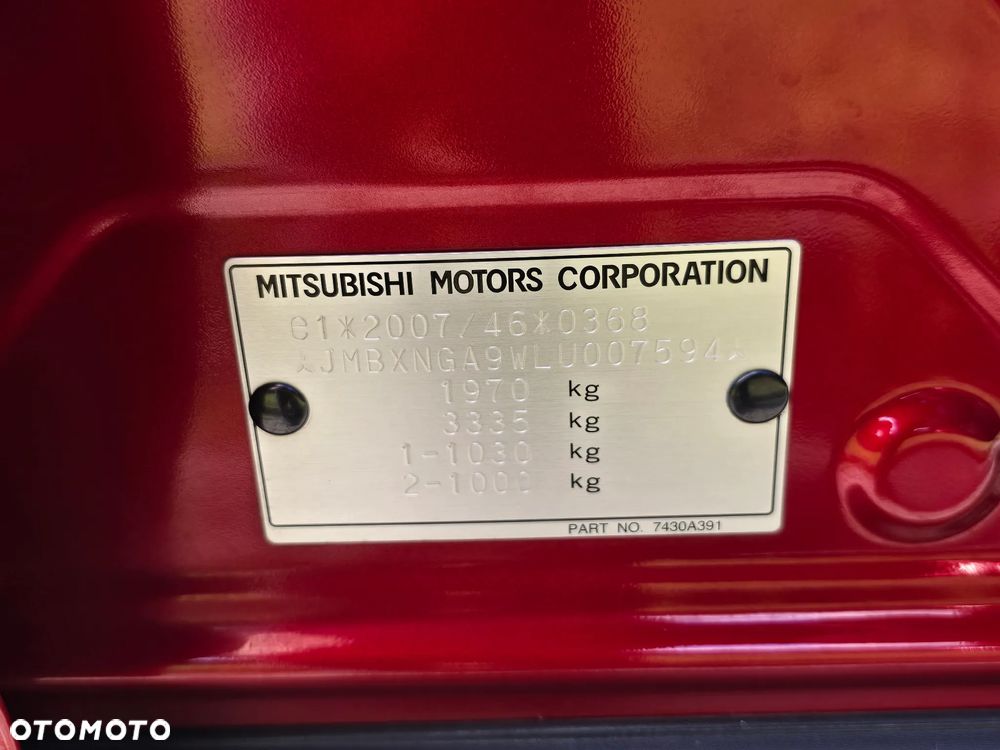 MITSUBISHI MOTORS CORPORATION
e1*2007/46*0368
*JMBXNGA9WLU007594*
1970 kg
3335 kg
1-1030 kg
2-1000 kg
PART NO. 7430A391
OTOMOTO